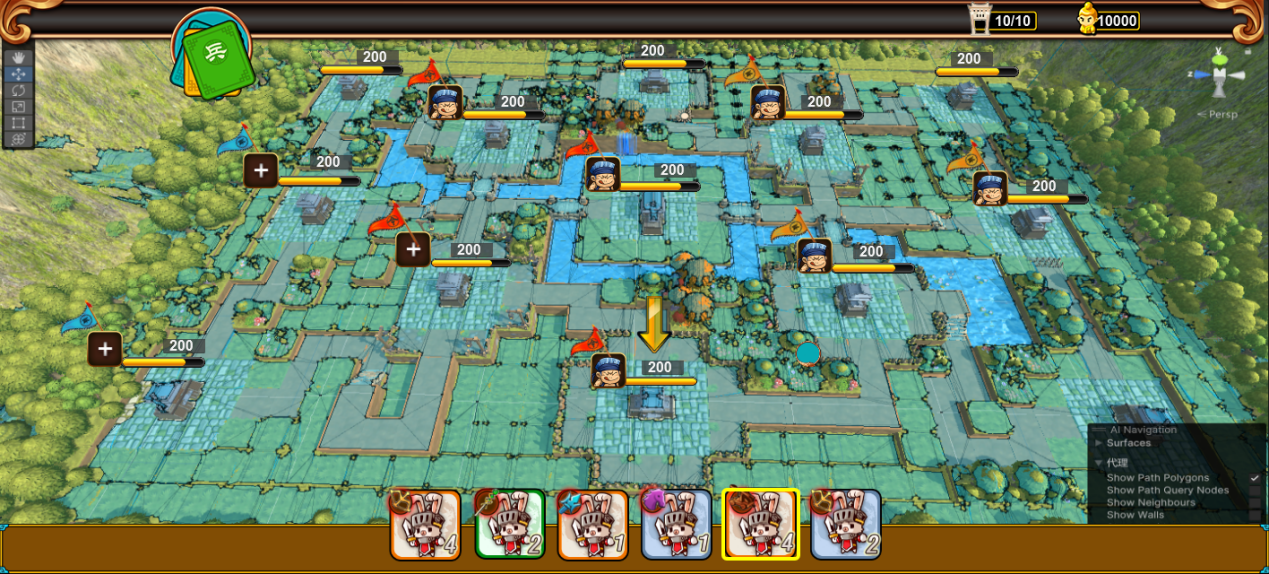 10/10
10000
兵
200
200
200
200
200
y
z
Persp
200
200
200
200
200
200
200
AI Navigation
Surfaces
代理
Show Path Polygons
Show Path Query Nodes
Show Neighbours
Show Walls
4
2
1
1
4
2